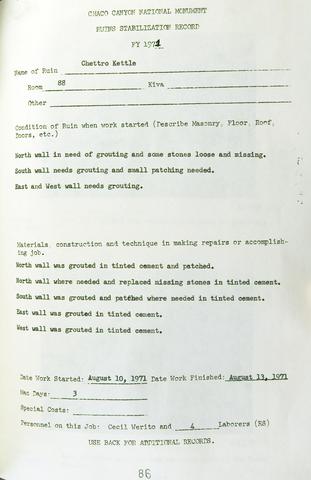 CHACO CANYON NATIONAL MONUMENT
RUINS STABILIZATION RECORD
FY 1971
Name of Ruin Chettro Kettle
Room 88 Kiva
Other
Condition of Ruin when work started (Describe Masonry, Floor, Roof,
Doors, etc.)
North wall in need of grouting and some stones loose and missing.
South wall needs grouting and small patching needed.
East and West wall needs grouting.
Materials, construction and technique in making repairs or accomplish-
ing job.
North wall was grouted in tinted cement and patched.
North wall where needed and replaced missing stones in tinted cement.
South wall was grouted and patched where needed in tinted cement.
East wall was grouted in tinted cement.
West wall was grouted in tinted cement.
Date Work Started: August 10, 1971 Date Work Finished: August 13, 1971
Mac Days: 3
Special Costs:
Personnel on this Job: Cecil Werito and 4 Laborers (RS)
USE BACK FOR ADDITIONAL RECORDS.
86